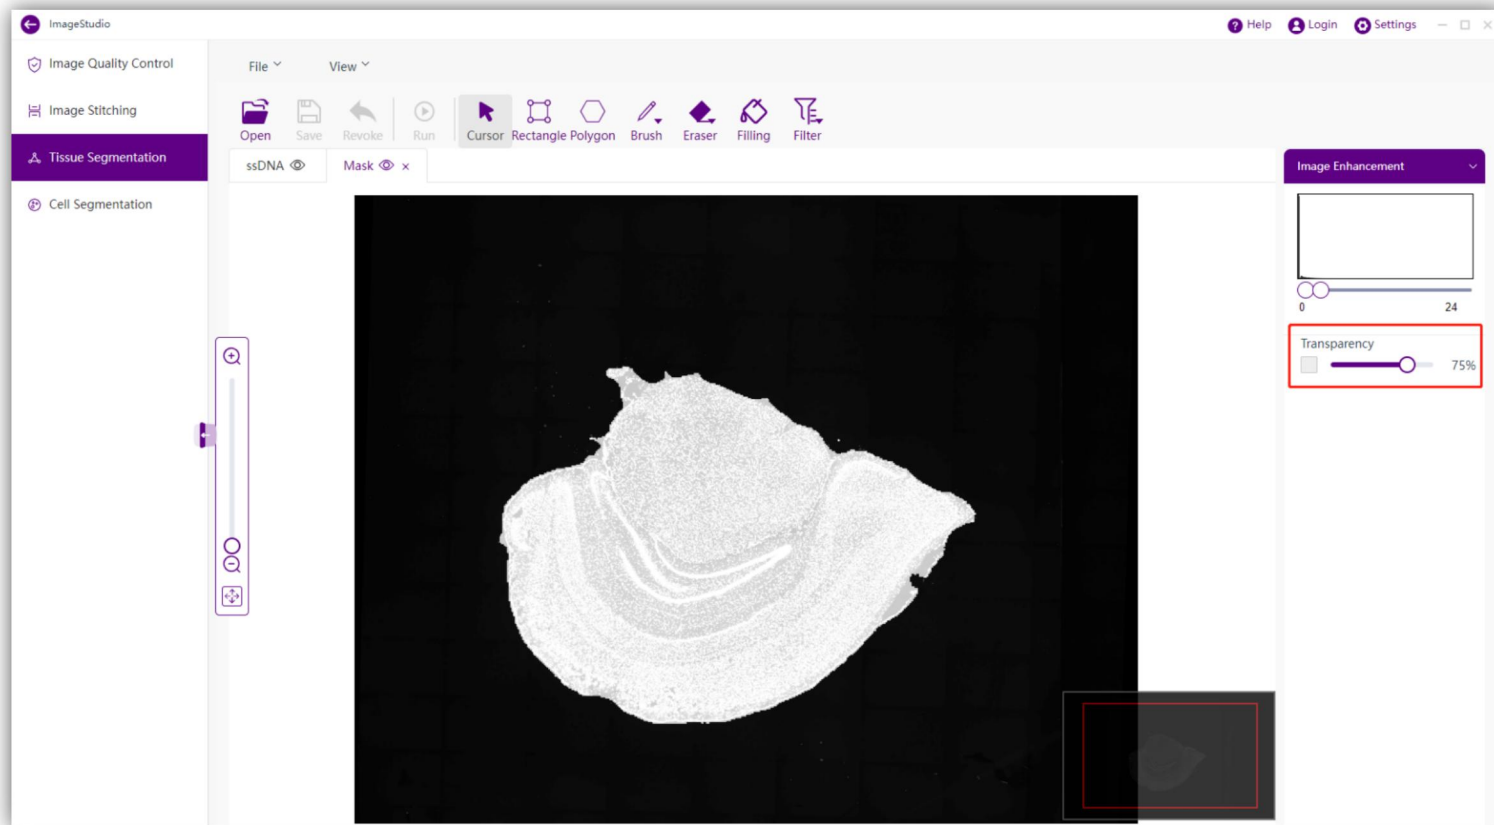 ImageStudio
Help Login Settings
Image Quality Control
Image Stitching
Tissue Segmentation
Cell Segmentation
File View
Open Save Revoke Run Cursor Rectangle Polygon Brush Eraser Filling Filter
ssDNA Mask
Image Enhancement
0 24
Transparency
75%